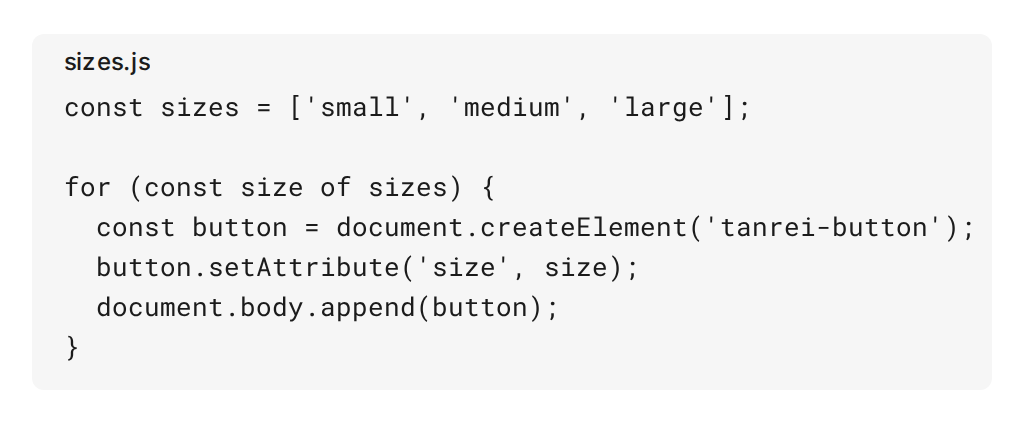 sizes.js
const sizes = ['small', 'medium', 'large'];

for (const size of sizes) {
  const button = document.createElement('tanrei-button');
  button.setAttribute('size', size);
  document.body.append(button);
}